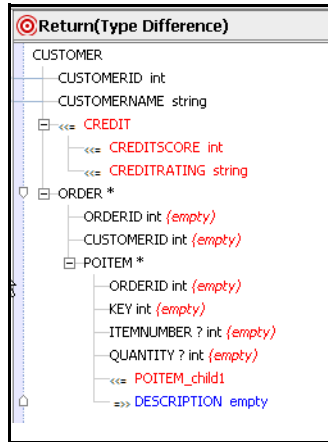 Return(Type Difference)
CUSTOMER
CUSTOMERID int
CUSTOMERNAME string
CREDIT
CREDITSCORE int
CREDITRATING string
ORDER *
ORDERID int (empty)
CUSTOMERID int (empty)
POITEM *
ORDERID int (empty)
KEY int (empty)
ITEMNUMBER ? int (empty)
QUANTITY ? int (empty)
POITEM_child1
DESCRIPTION empty